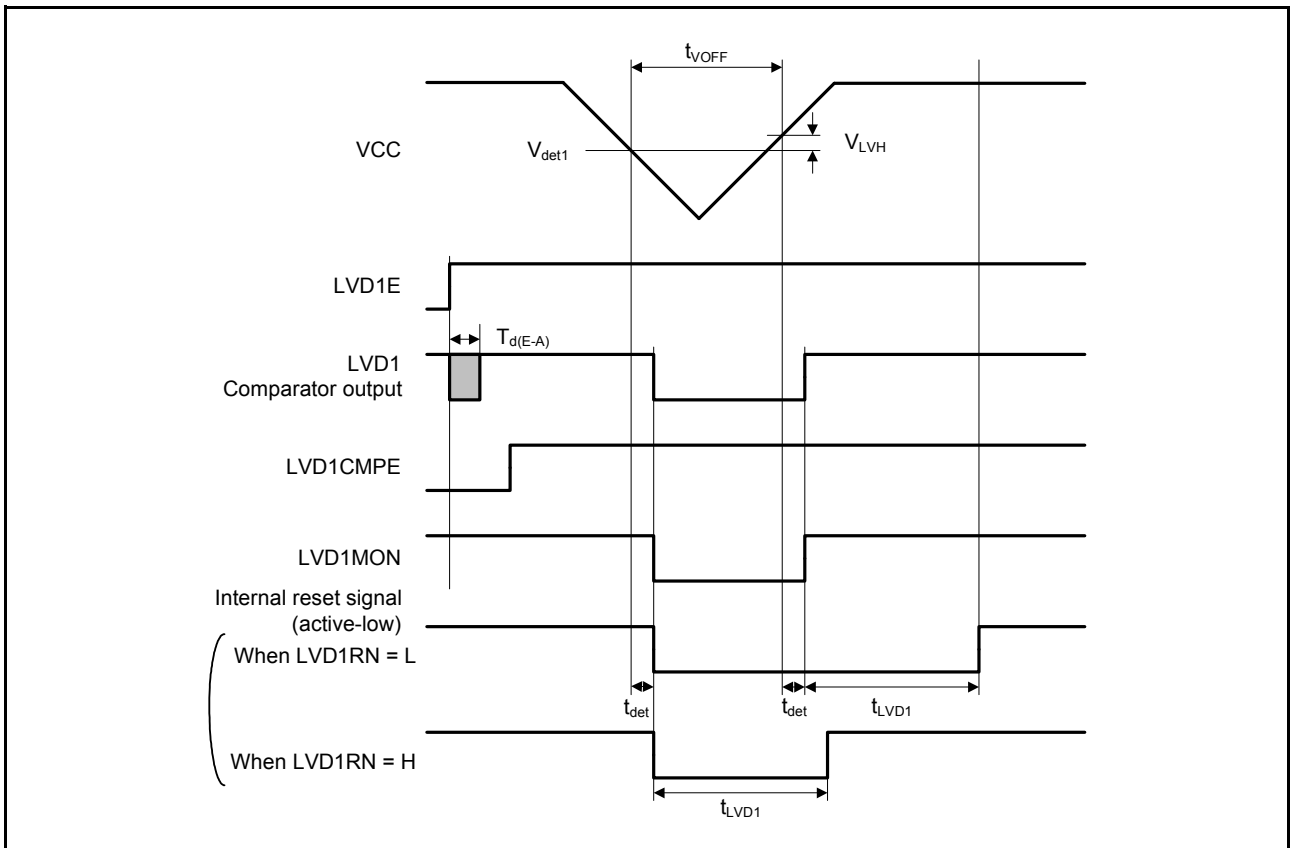 tVOFF
VCC
Vdet1
VLVH
LVD1E
Td(E-A)
LVD1
Comparator output
LVD1CMPE
LVD1MON
Internal reset signal
(active-low)
When LVD1RN = L
tdet
tdet
tLVD1
When LVD1RN = H
tLVD1